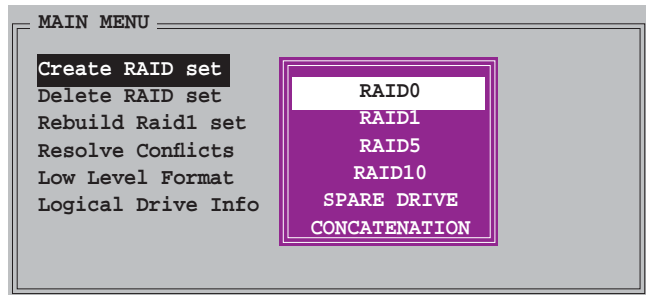 MAIN MENU
Create RAID set
Delete RAID set
Rebuild Raid1 set
Resolve Conflicts
Low Level Format
Logical Drive Info
RAID0
RAID1
RAID5
RAID10
SPARE DRIVE
CONCATENATION